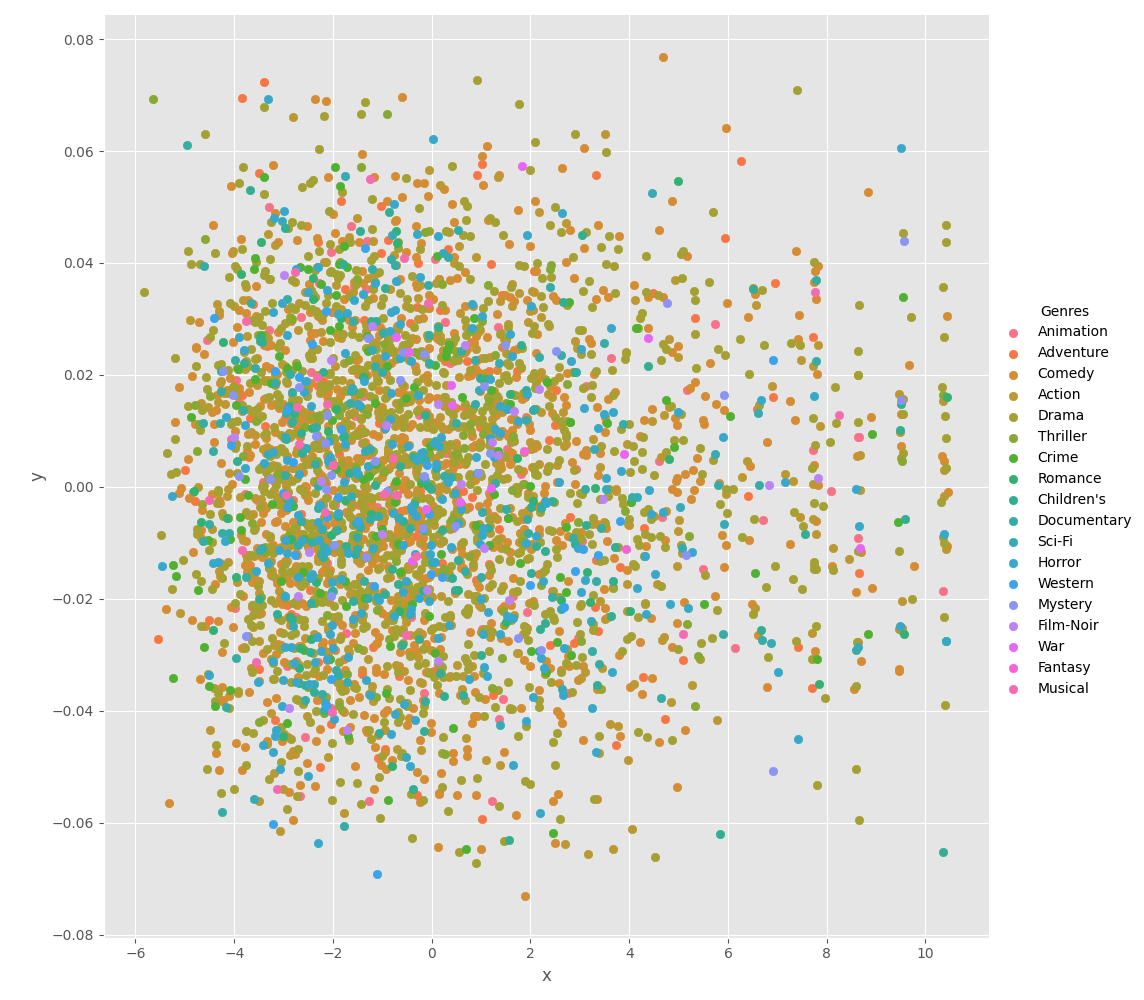 0.08
0.06
0.04
0.02
0.00
−0.02
−0.04
−0.06
−0.08
y
−6
−4
−2
0
2
4
6
8
10
x
Genres
Animation
Adventure
Comedy
Action
Drama
Thriller
Crime
Romance
Children's
Documentary
Sci-Fi
Horror
Western
Mystery
Film-Noir
War
Fantasy
Musical